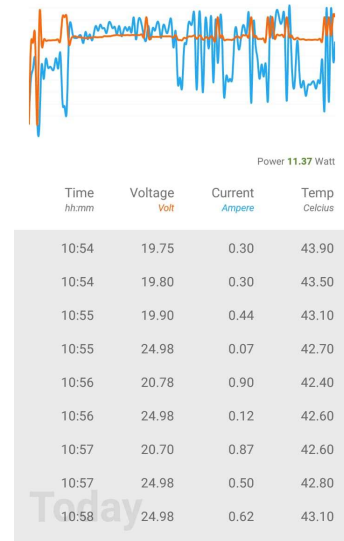 Power 11.37 Watt
Time Voltage Current Temp
hh:mm Volt Ampere Celcius
10:54 19.75 0.30 43.90
10:54 19.80 0.30 43.50
10:55 19.90 0.44 43.10
10:55 24.98 0.07 42.70
10:56 20.78 0.90 42.40
10:56 24.98 0.12 42.60
10:57 20.70 0.87 42.60
10:57 24.98 0.50 42.80
10:58 24.98 0.62 43.10
Today